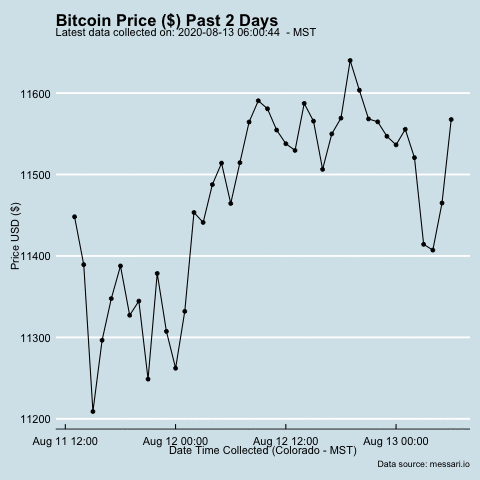 Bitcoin Price ($) Past 2 Days
Latest data collected on: 2020-08-13 06:00:44  - MST
11600
11500
11400
11300
11200
Price USD ($)
Aug 11 12:00
Aug 12 00:00
Aug 12 12:00
Aug 13 00:00
Date Time Collected (Colorado - MST)
Data source: messari.io